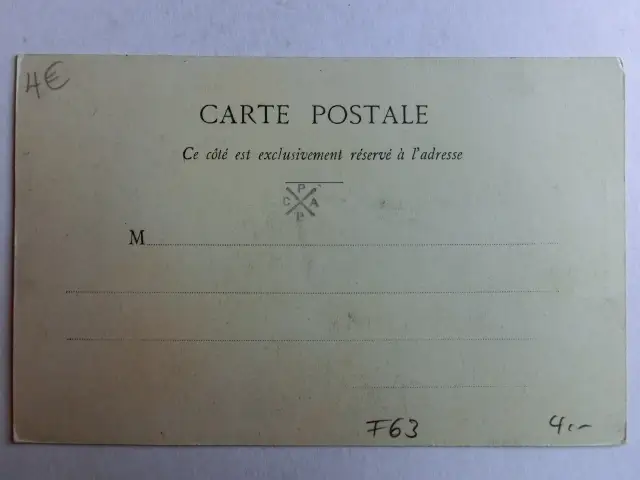 4€
CARTE POSTALE
Ce côté est exclusivement réservé à l'adresse
P
C A
P
M
F63
4.-